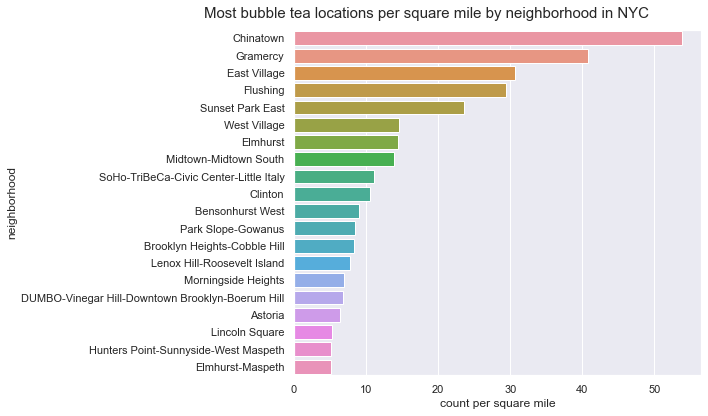 Most bubble tea locations per square mile by neighborhood in NYC
neighborhood
Chinatown
Gramercy
East Village
Flushing
Sunset Park East
West Village
Elmhurst
Midtown-Midtown South
SoHo-TriBeCa-Civic Center-Little Italy
Clinton
Bensonhurst West
Park Slope-Gowanus
Brooklyn Heights-Cobble Hill
Lenox Hill-Roosevelt Island
Morningside Heights
DUMBO-Vinegar Hill-Downtown Brooklyn-Boerum Hill
Astoria
Lincoln Square
Hunters Point-Sunnyside-West Maspeth
Elmhurst-Maspeth
0 10 20 30 40 50
count per square mile